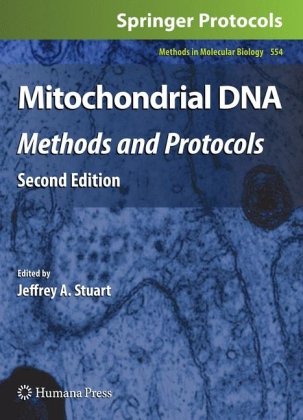 Springer Protocols
Methods in Molecular Biology 554
Mitochondrial DNA
Methods and Protocols
Second Edition
Edited by
Jeffrey A. Stuart
Humana Press